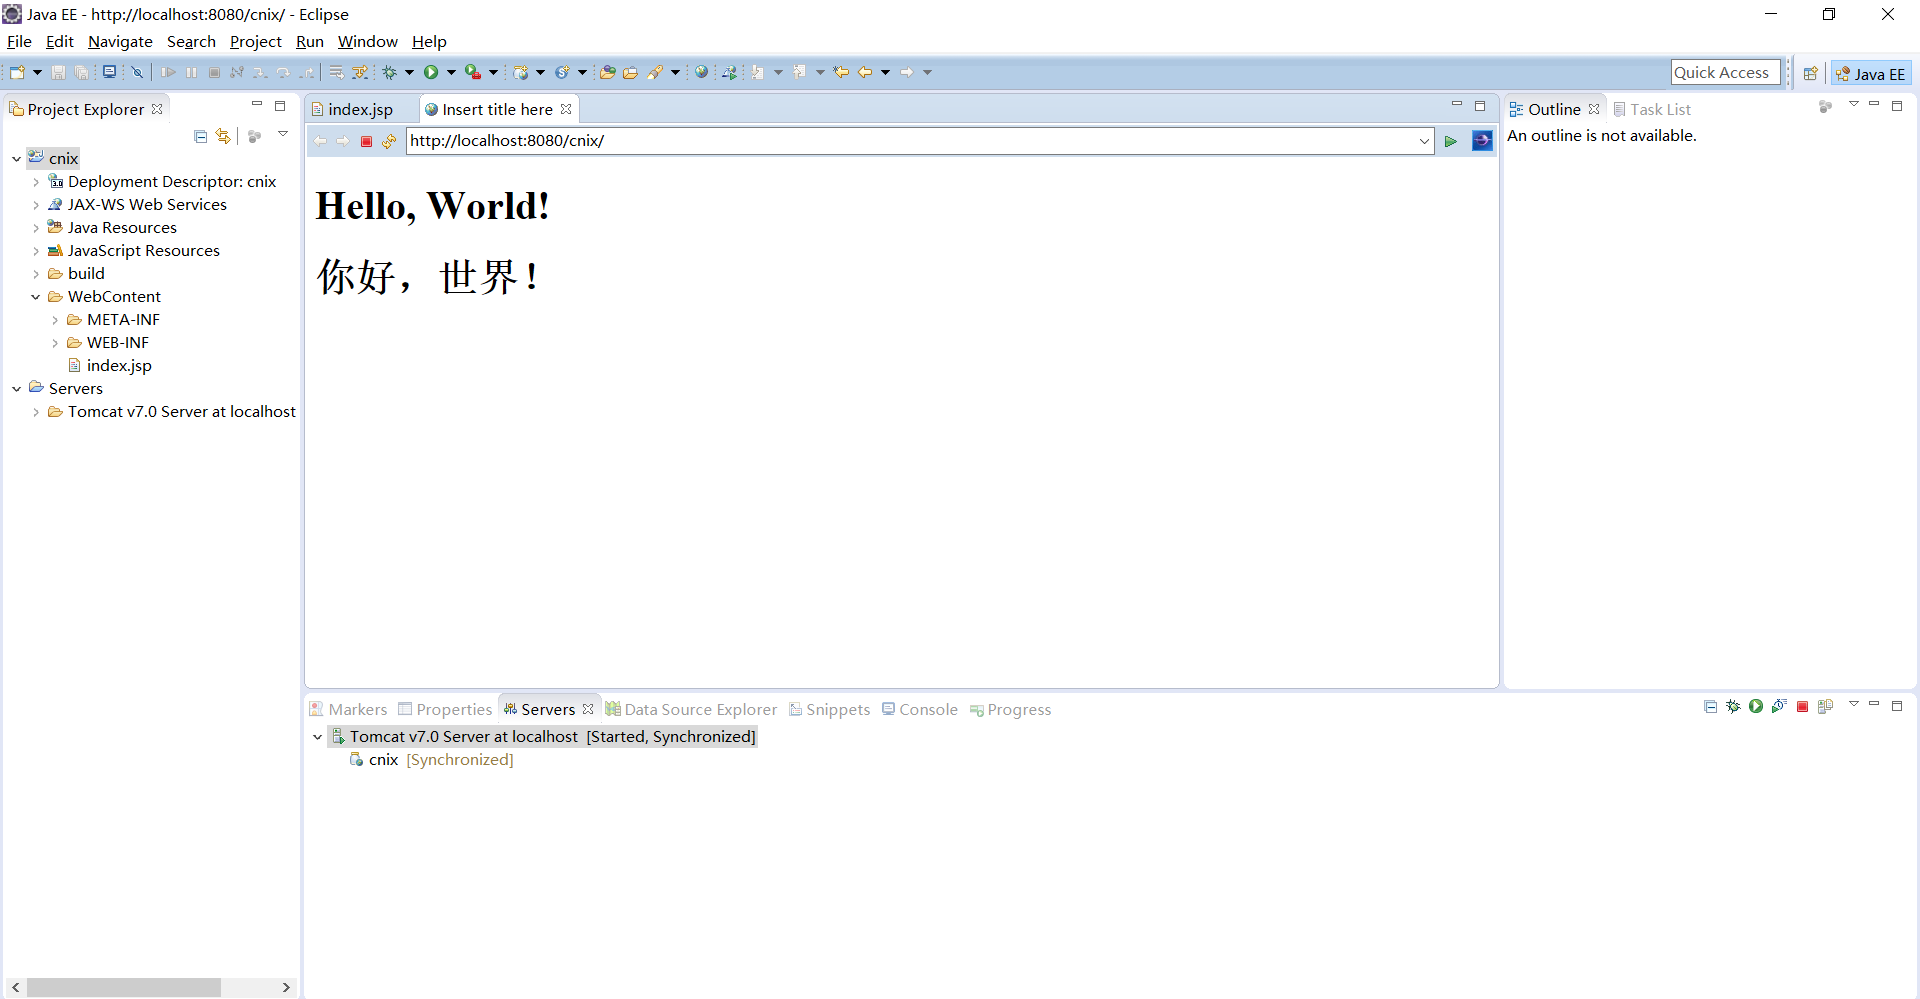 Java EE - http://localhost:8080/cnix/ - Eclipse
File Edit Navigate Search Project Run Window Help
Quick Access
Java EE
Project Explorer
cnix
Deployment Descriptor: cnix
JAX-WS Web Services
Java Resources
JavaScript Resources
build
WebContent
META-INF
WEB-INF
index.jsp
Servers
Tomcat v7.0 Server at localhost
index.jsp Insert title here
http://localhost:8080/cnix/
Hello, World!
你好，世界！
Outline Task List
An outline is not available.
Markers Properties Servers Data Source Explorer Snippets Console Progress
Tomcat v7.0 Server at localhost [Started, Synchronized]
cnix [Synchronized]